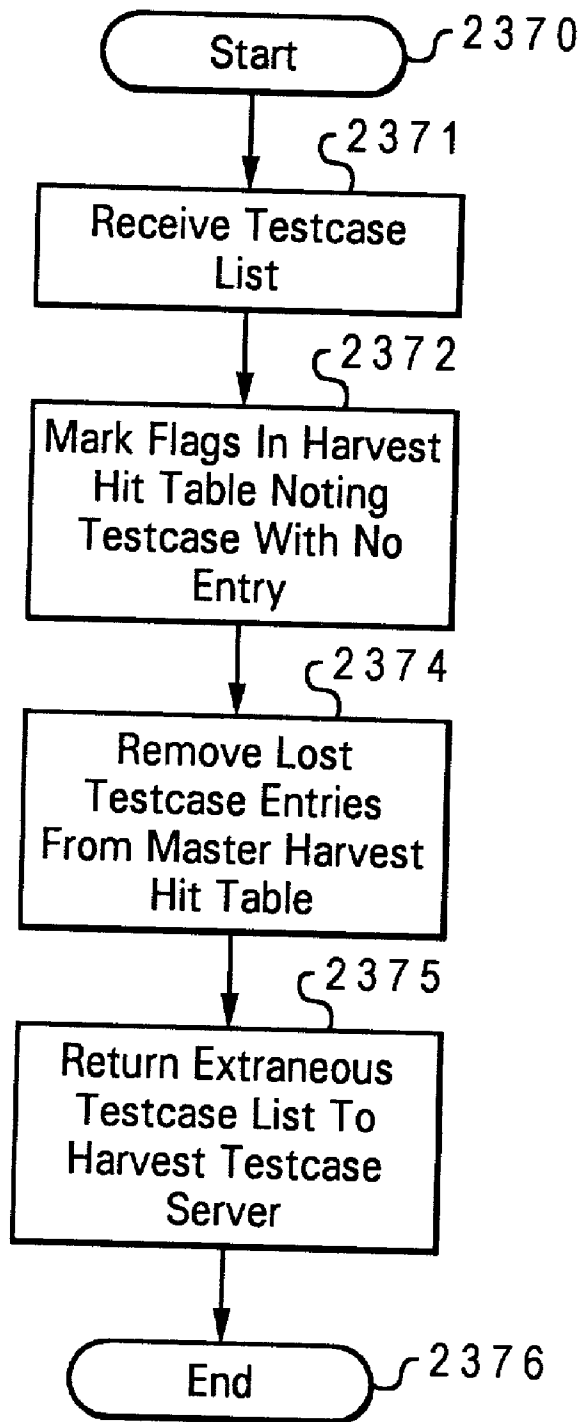 Start
2370
2371
Receive Testcase
List
2372
Mark Flags In Harvest
Hit Table Noting
Testcase With No
Entry
2374
Remove Lost
Testcase Entries
From Master Harvest
Hit Table
2375
Return Extraneous
Testcase List To
Harvest Testcase
Server
End
2376